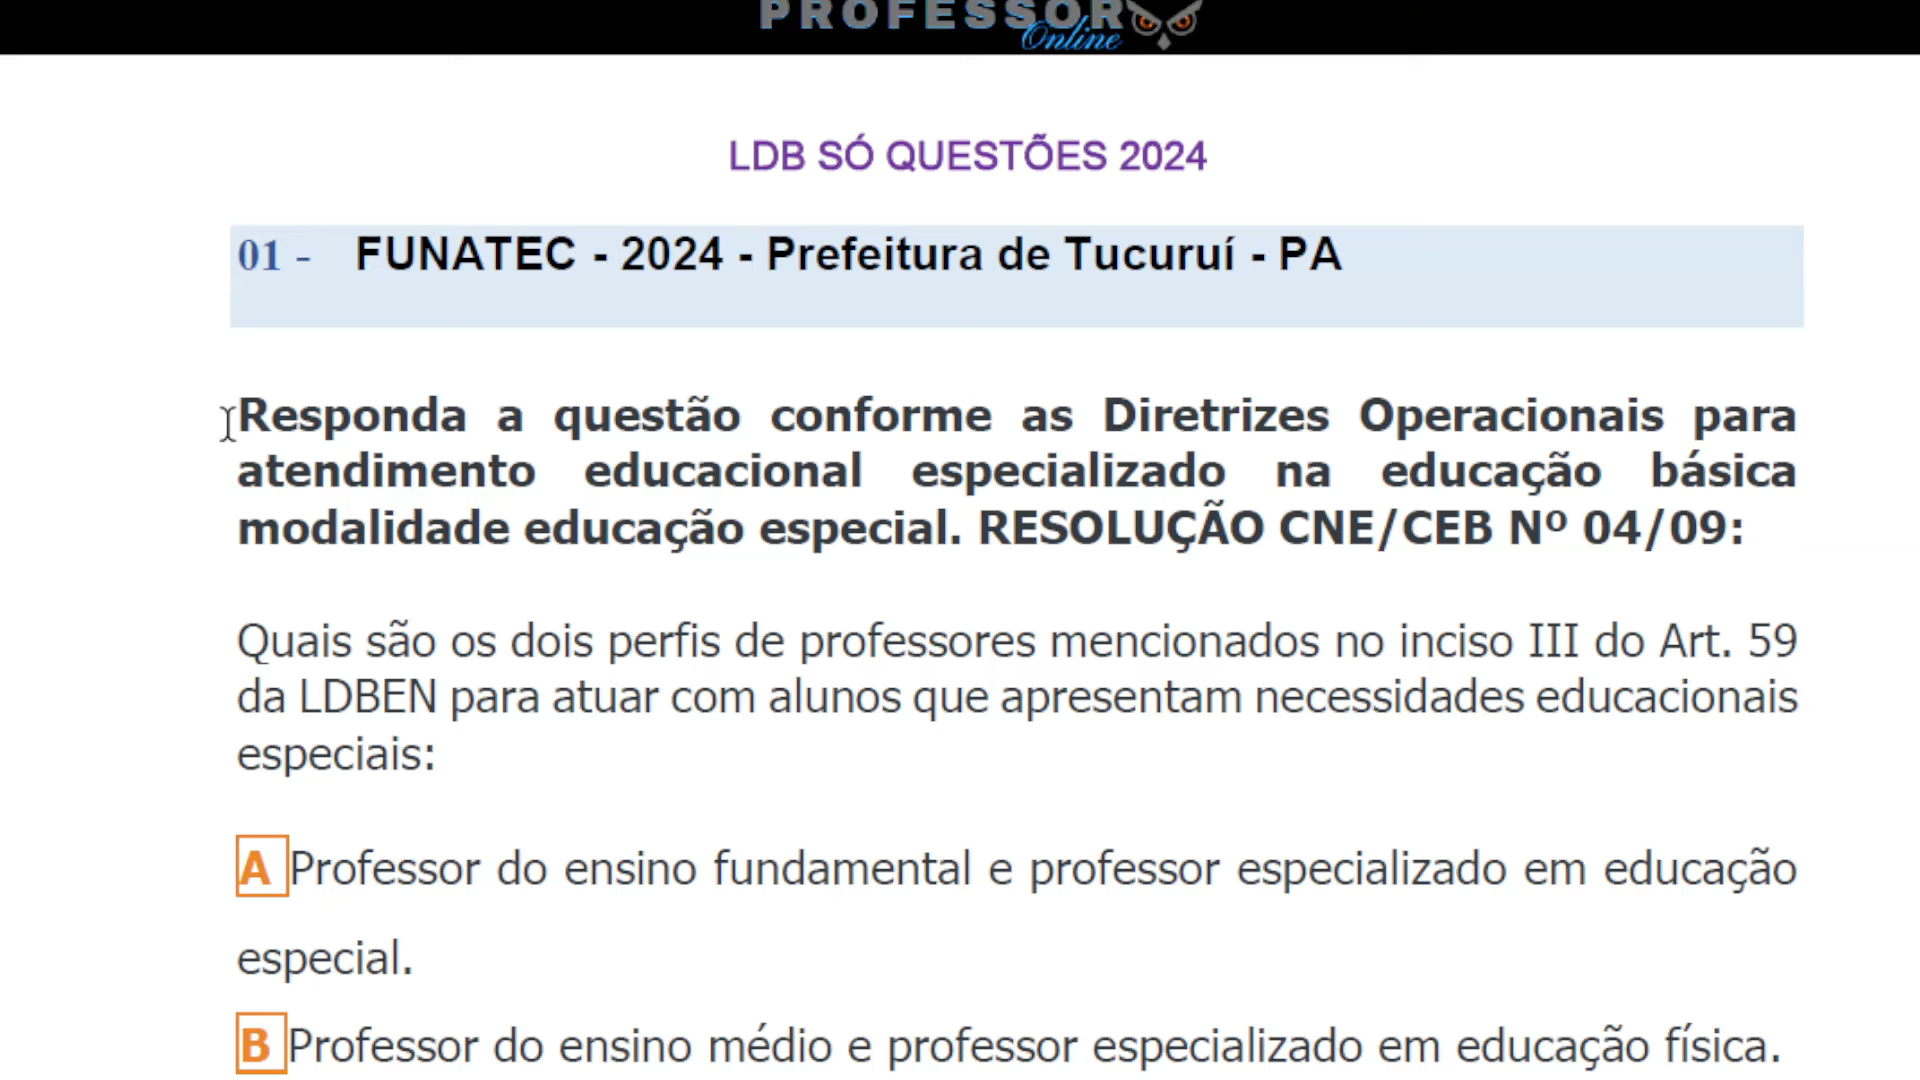 PROFESSOR
Online
LDB SÓ QUESTÕES 2024
01 - FUNATEC - 2024 - Prefeitura de Tucuruí - PA
Responda a questão conforme as Diretrizes Operacionais para
atendimento educacional especializado na educação básica
modalidade educação especial. RESOLUÇÃO CNE/CEB Nº 04/09:
Quais são os dois perfis de professores mencionados no inciso III do Art. 59
da LDBEN para atuar com alunos que apresentam necessidades educacionais
especiais:
A Professor do ensino fundamental e professor especializado em educação
especial.
B Professor do ensino médio e professor especializado em educação física.